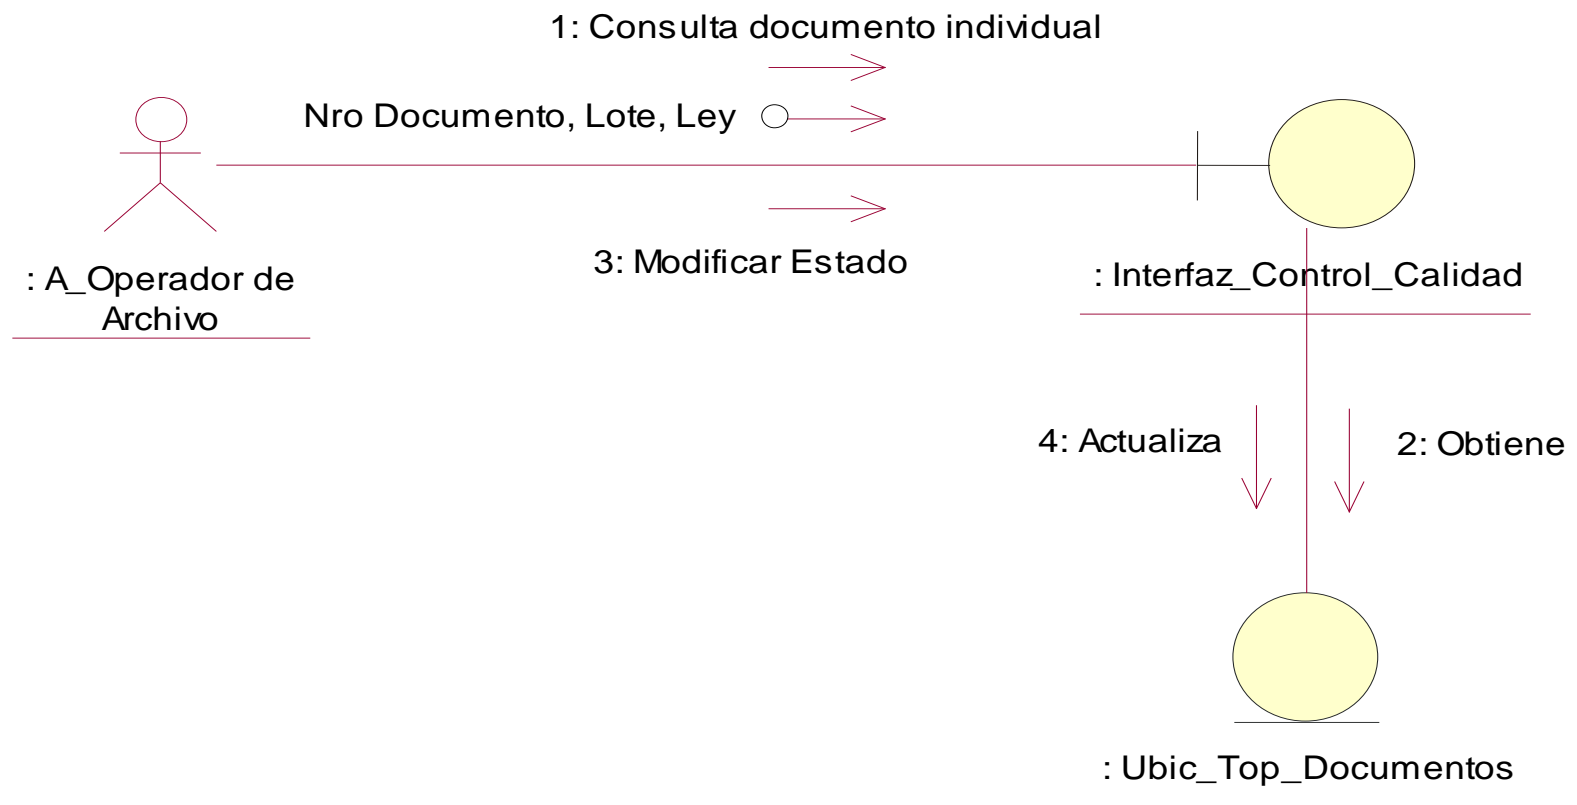 1: Consulta documento individual
Nro Documento, Lote, Ley
3: Modificar Estado
: A_Operador de
Archivo
: Interfaz_Control_Calidad
4: Actualiza
2: Obtiene
: Ubic_Top_Documentos